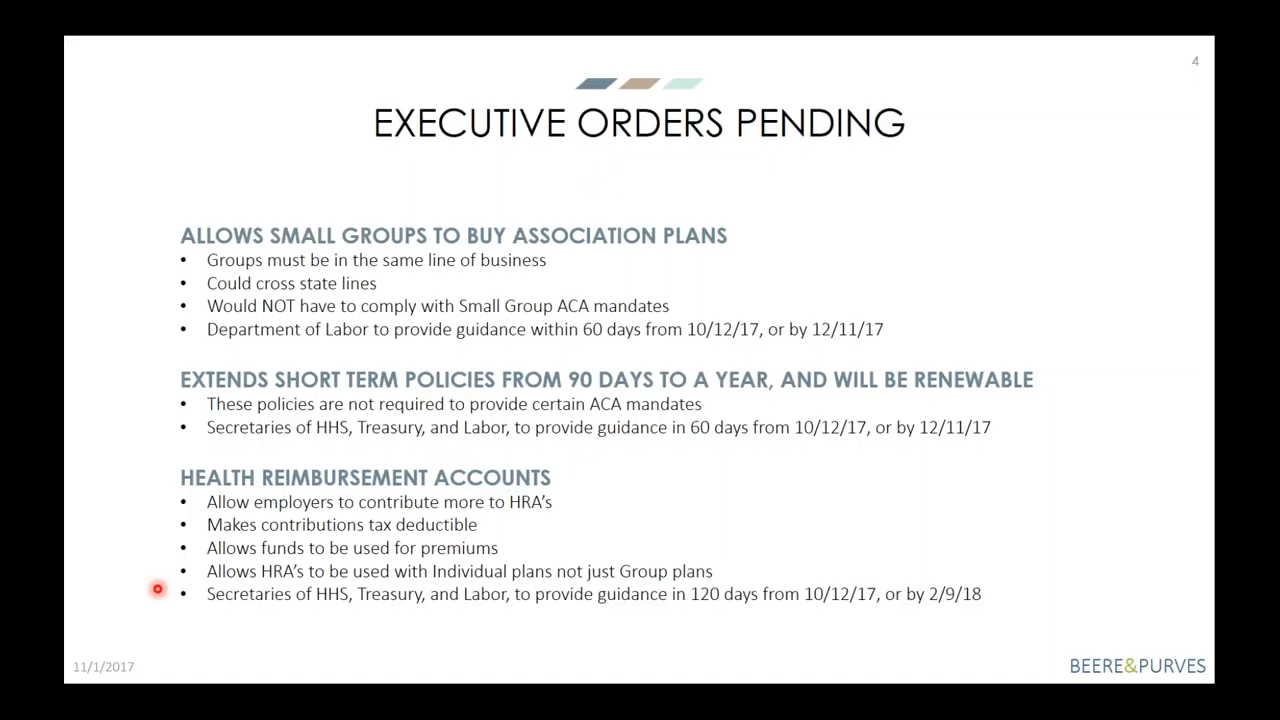 4
EXECUTIVE ORDERS PENDING
ALLOWS SMALL GROUPS TO BUY ASSOCIATION PLANS
• Groups must be in the same line of business
• Could cross state lines
• Would NOT have to comply with Small Group ACA mandates
• Department of Labor to provide guidance within 60 days from 10/12/17, or by 12/11/17
EXTENDS SHORT TERM POLICIES FROM 90 DAYS TO A YEAR, AND WILL BE RENEWABLE
• These policies are not required to provide certain ACA mandates
• Secretaries of HHS, Treasury, and Labor, to provide guidance in 60 days from 10/12/17, or by 12/11/17
HEALTH REIMBURSEMENT ACCOUNTS
• Allow employers to contribute more to HRA’s
• Makes contributions tax deductible
• Allows funds to be used for premiums
• Allows HRA’s to be used with Individual plans not just Group plans
• Secretaries of HHS, Treasury, and Labor, to provide guidance in 120 days from 10/12/17, or by 2/9/18
11/1/2017
BEERE&PURVES